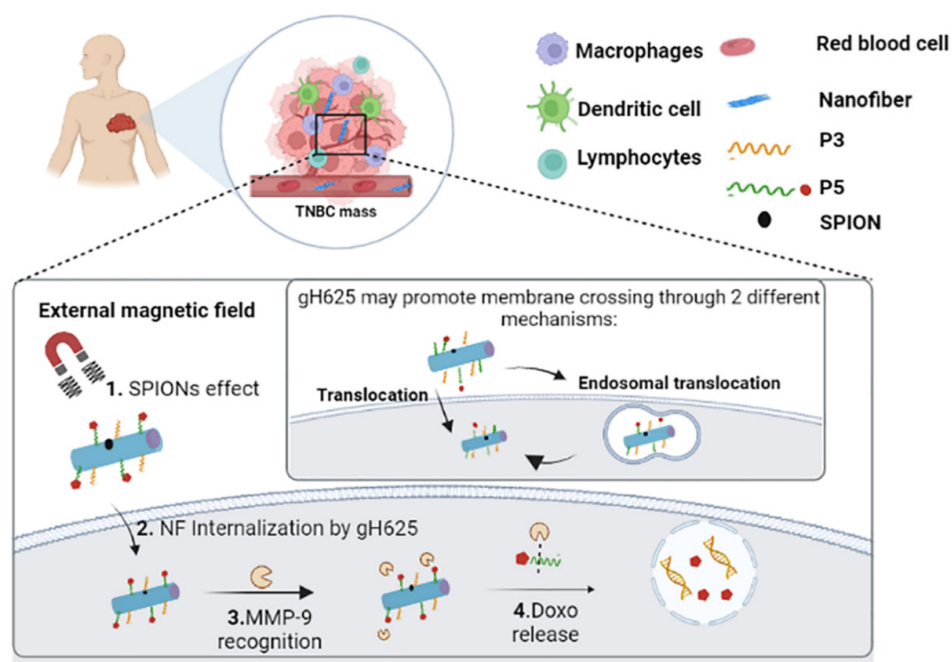 Macrophages
Red blood cell
Dendritic cell
Nanofiber
Lymphocytes
P3
P5
SPION
TNBC mass
External magnetic field
1. SPIONs effect
gH625 may promote membrane crossing through 2 different
mechanisms:
Translocation
Endosomal translocation
2. NF Internalization by gH625
3.MMP-9
recognition
4.Doxo
release